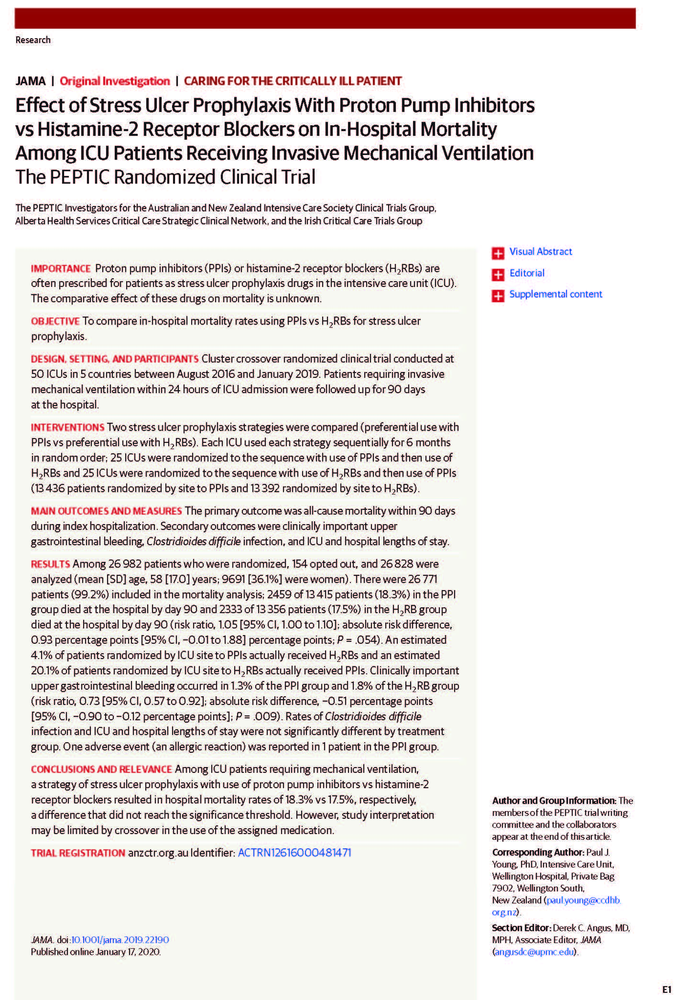 Research
JAMA | Original Investigation | CARING FOR THE CRITICALLY ILL PATIENT
Effect of Stress Ulcer Prophylaxis With Proton Pump Inhibitors
vs Histamine-2 Receptor Blockers on In-Hospital Mortality
Among ICU Patients Receiving Invasive Mechanical Ventilation
The PEPTIC Randomized Clinical Trial
The PEPTIC Investigators for the Australian and New Zealand Intensive Care Society Clinical Trials Group,
Alberta Health Services Critical Care Strategic Clinical Network, and the Irish Critical Care Trials Group
IMPORTANCE Proton pump inhibitors (PPIs) or histamine-2 receptor blockers (H₂RBs) are
often prescribed for patients as stress ulcer prophylaxis drugs in the intensive care unit (ICU).
The comparative effect of these drugs on mortality is unknown.
OBJECTIVE To compare in-hospital mortality rates using PPIs vs H₂RBs for stress ulcer
prophylaxis.
DESIGN, SETTING, AND PARTICIPANTS Cluster crossover randomized clinical trial conducted at
50 ICUs in 5 countries between August 2016 and January 2019. Patients requiring invasive
mechanical ventilation within 24 hours of ICU admission were followed up for 90 days
at the hospital.
INTERVENTIONS Two stress ulcer prophylaxis strategies were compared (preferential use with
PPIs vs preferential use with H₂RBs). Each ICU used each strategy sequentially for 6 months
in random order; 25 ICUs were randomized to the sequence with use of PPIs and then use of
H₂RBs and 25 ICUs were randomized to the sequence with use of H₂RBs and then use of PPIs
(13 436 patients randomized by site to PPIs and 13 392 randomized by site to H₂RBs).
MAIN OUTCOMES AND MEASURES The primary outcome was all-cause mortality within 90 days
during index hospitalization. Secondary outcomes were clinically important upper
gastrointestinal bleeding, Clostridioides difficile infection, and ICU and hospital lengths of stay.
RESULTS Among 26 982 patients who were randomized, 154 opted out, and 26 828 were
analyzed (mean [SD] age, 58 [17.0] years; 9691 [36.1%] were women). There were 26 771
patients (99.2%) included in the mortality analysis; 2459 of 13 415 patients (18.3%) in the PPI
group died at the hospital by day 90 and 2333 of 13 356 patients (17.5%) in the H₂RB group
died at the hospital by day 90 (risk ratio, 1.05 [95% CI, 1.00 to 1.10]; absolute risk difference,
0.93 percentage points [95% CI, −0.01 to 1.88] percentage points; P = .054). An estimated
4.1% of patients randomized by ICU site to PPIs actually received H₂RBs and an estimated
20.1% of patients randomized by ICU site to H₂RBs actually received PPIs. Clinically important
upper gastrointestinal bleeding occurred in 1.3% of the PPI group and 1.8% of the H₂RB group
(risk ratio, 0.73 [95% CI, 0.57 to 0.92]; absolute risk difference, −0.51 percentage points
[95% CI, −0.90 to −0.12 percentage points]; P = .009). Rates of Clostridioides difficile
infection and ICU and hospital lengths of stay were not significantly different by treatment
group. One adverse event (an allergic reaction) was reported in 1 patient in the PPI group.
CONCLUSIONS AND RELEVANCE Among ICU patients requiring mechanical ventilation,
a strategy of stress ulcer prophylaxis with use of proton pump inhibitors vs histamine-2
receptor blockers resulted in hospital mortality rates of 18.3% vs 17.5%, respectively,
a difference that did not reach the significance threshold. However, study interpretation
may be limited by crossover in the use of the assigned medication.
TRIAL REGISTRATION anzctr.org.au Identifier: ACTRN12616000481471
JAMA. doi:10.1001/jama.2019.22190
Published online January 17, 2020.
Visual Abstract
Editorial
Supplemental content
Author and Group Information: The
members of the PEPTIC trial writing
committee and the collaborators
appear at the end of this article.
Corresponding Author: Paul J.
Young, PhD, Intensive Care Unit,
Wellington Hospital, Private Bag
7902, Wellington South,
New Zealand (paul.young@ccdhb.
org.nz).
Section Editor: Derek C. Angus, MD,
MPH, Associate Editor, JAMA
(angusdc@upmc.edu).
E1